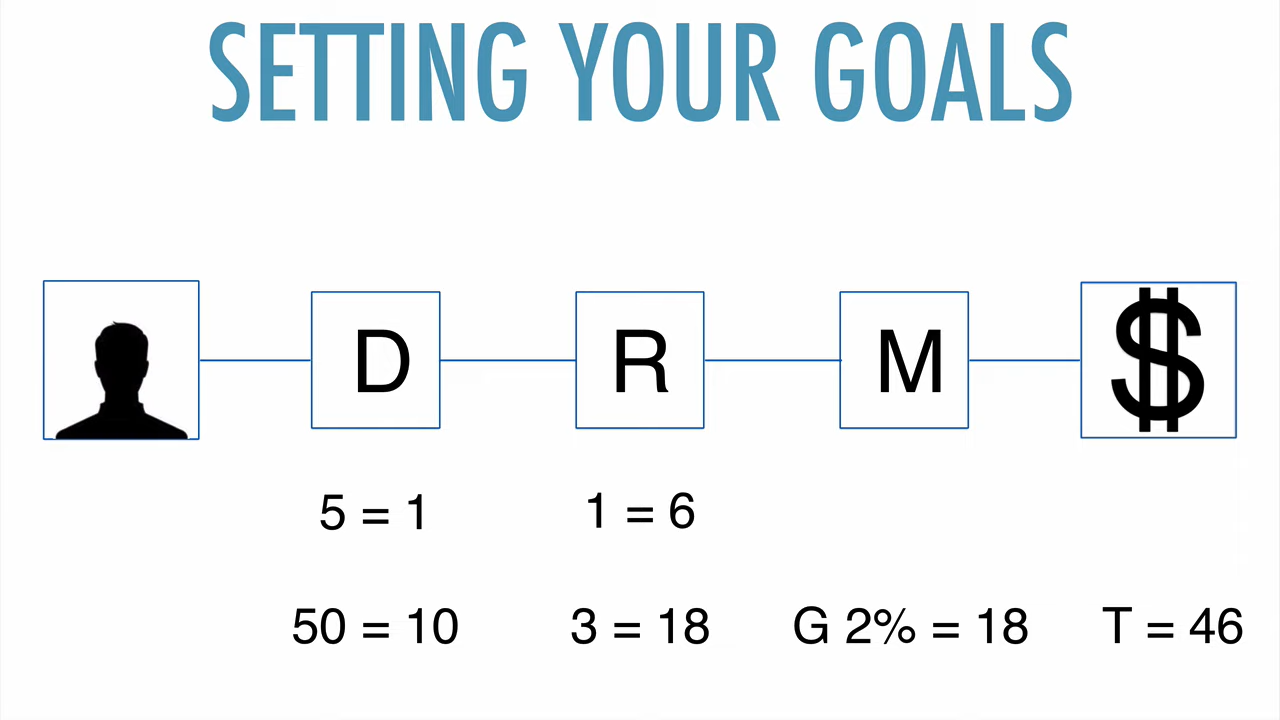 SETTING YOUR GOALS
D R M $
5 = 1 1 = 6
50 = 10 3 = 18 G 2% = 18 T = 46